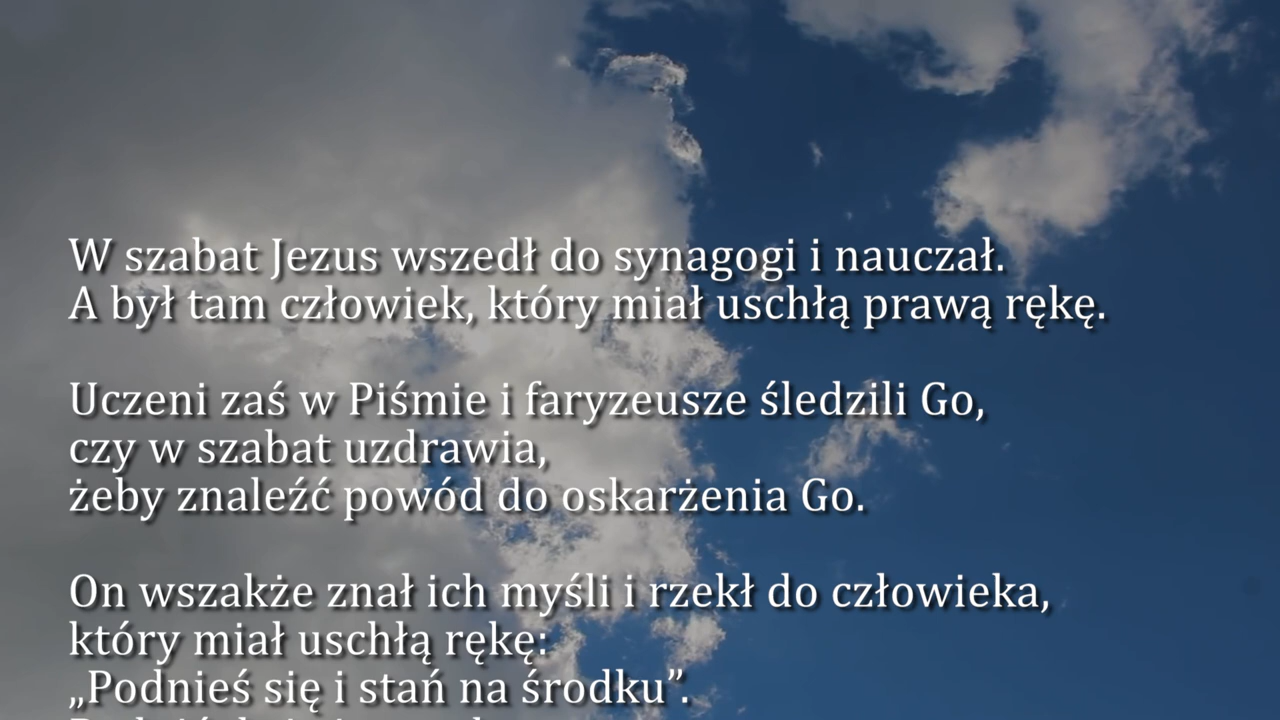 W szabat Jezus wszedł do synagogi i nauczał.
A był tam człowiek, który miał uschłą prawą rękę.
Uczeni zaś w Piśmie i faryzeusze śledzili Go,
czy w szabat uzdrawia,
żeby znaleźć powód do oskarżenia Go.
On wszakże znał ich myśli i rzekł do człowieka,
który miał uschłą rękę:
„Podnieś się i stań na środku”.